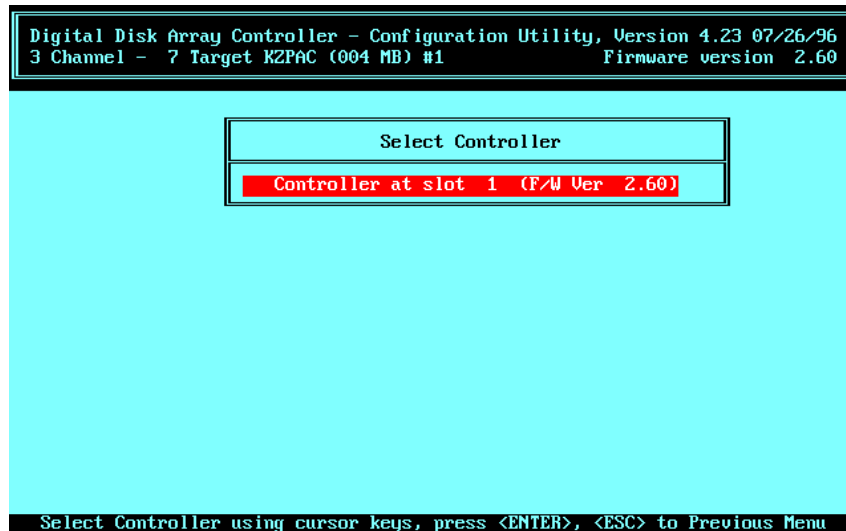 Digital Disk Array Controller - Configuration Utility, Version 4.23 07/26/96
3 Channel - 7 Target KZPAC (004 MB) #1 Firmware version 2.60
Select Controller
Controller at slot 1 (F/W Ver 2.60)
Select Controller using cursor keys, press <ENTER>, <ESC> to Previous Menu